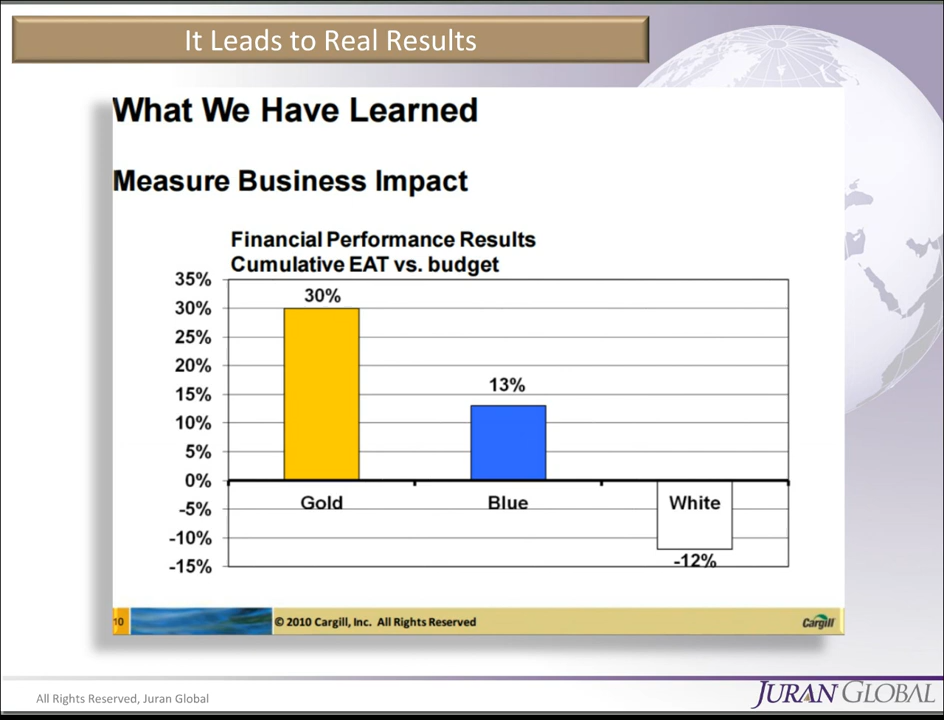 It Leads to Real Results
What We Have Learned
Measure Business Impact
Financial Performance Results
Cumulative EAT vs. budget
35%
30%
25%
20%
15%
10%
5%
0%
-5%
-10%
-15%
30%
13%
-12%
Gold
Blue
White
10
© 2010 Cargill, Inc. All Rights Reserved
Cargill
All Rights Reserved, Juran Global
JURAN GLOBAL